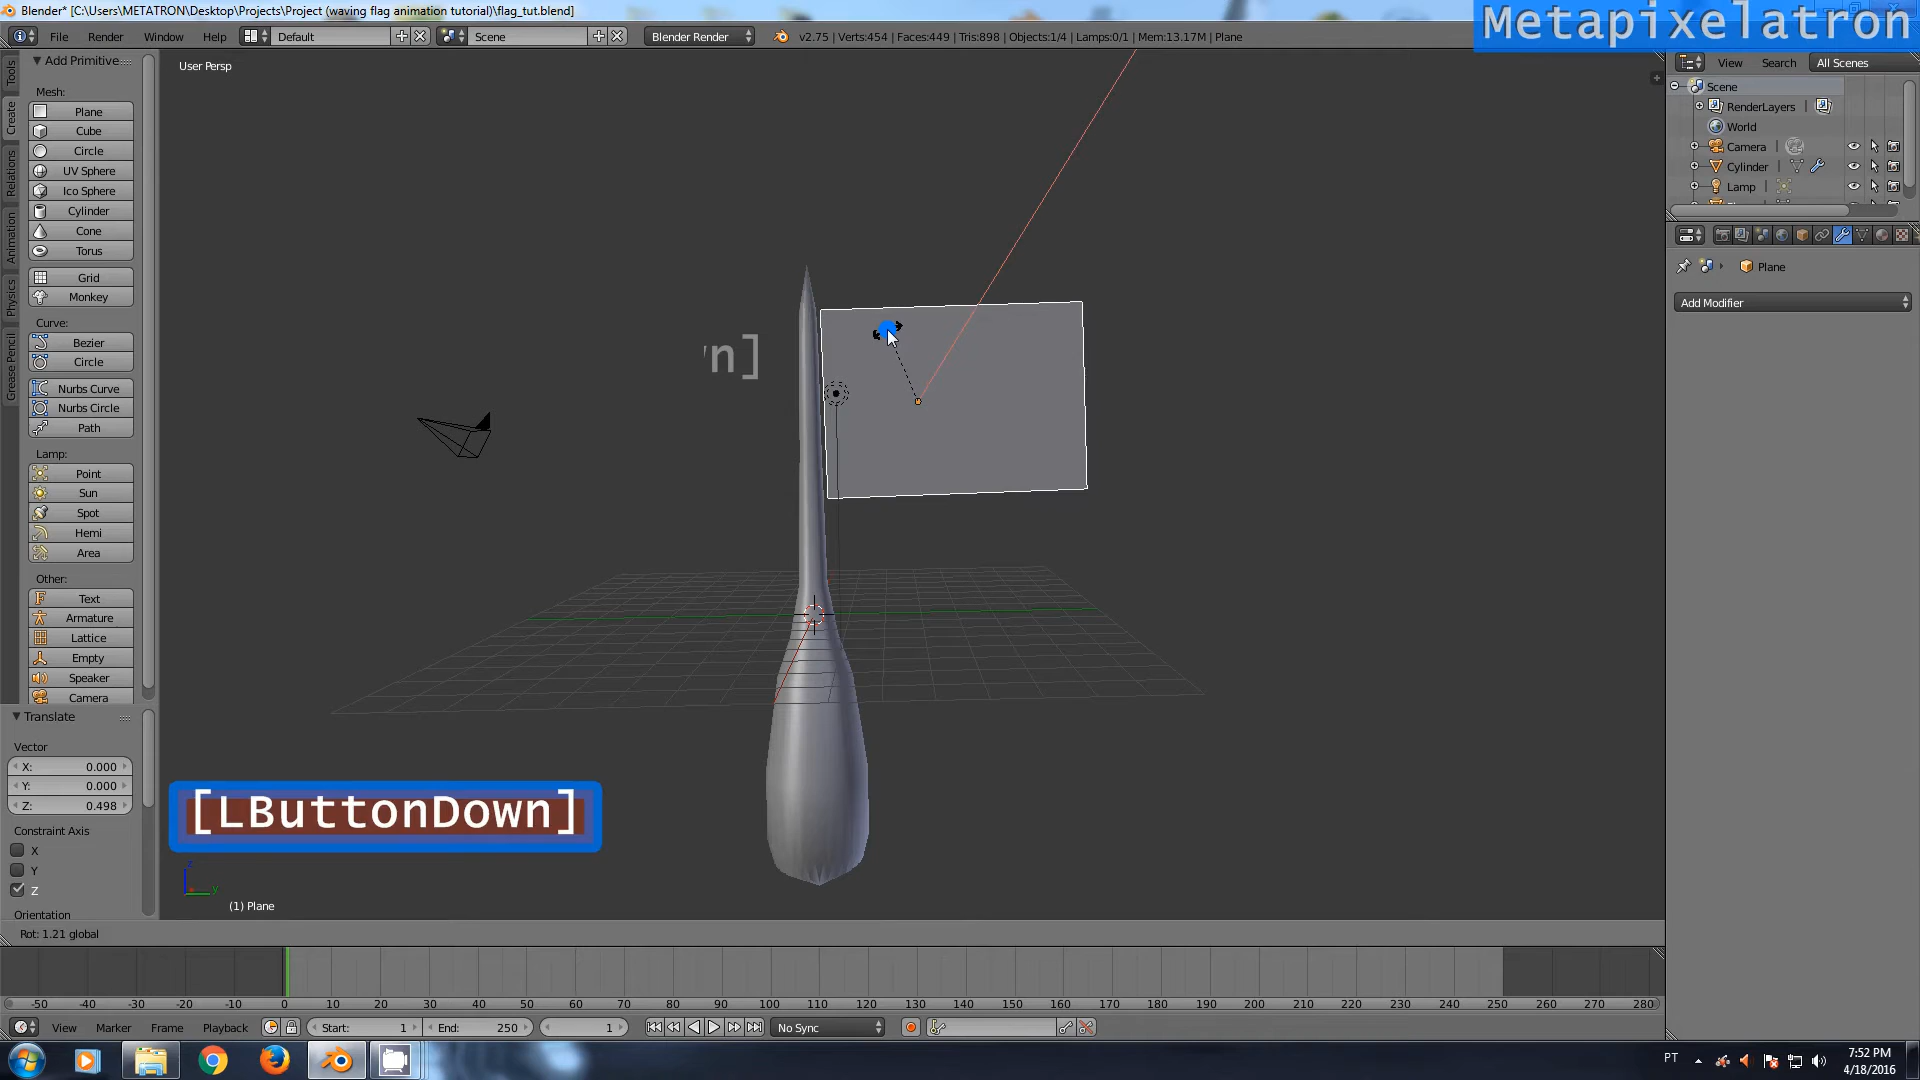 Blender* [C:\Users\METATRON\Desktop\Projects\Project (waving flag animation tutorial)\flag_tut.blend]
Metapixelatron
File Render Window Help Default Scene Blender Render v2.75 | Verts:454 | Faces:449 | Tris:898 | Objects:1/4 | Lamps:0/1 | Mem:13.17M | Plane
View Search All Scenes
Add Primitive
User Persp
Tools
Create
Relations
Animation
Physics
Grease Pencil
Mesh:
Plane
Cube
Circle
UV Sphere
Ico Sphere
Cylinder
Cone
Torus
Grid
Monkey
Curve:
Bezier
Circle
Nurbs Curve
Nurbs Circle
Path
Lamp:
Point
Sun
Spot
Hemi
Area
Other:
Text
Armature
Lattice
Empty
Speaker
Camera
Scene
RenderLayers
World
Camera
Cylinder
Lamp
Plane
Add Modifier
n]
Translate
Vector
X: 0.000
Y: 0.000
Z: 0.498
Constraint Axis
X
Y
Z
Orientation
[LButtonDown]
z
y
(1) Plane
Rot: 1.21 global
-50 -40 -30 -20 -10 0 10 20 30 40 50 60 70 80 90 100 110 120 130 140 150 160 170 180 190 200 210 220 230 240 250 260 270 280
View Marker Frame Playback Start: 1 End: 250 1 No Sync
PT
7:52 PM
4/18/2016